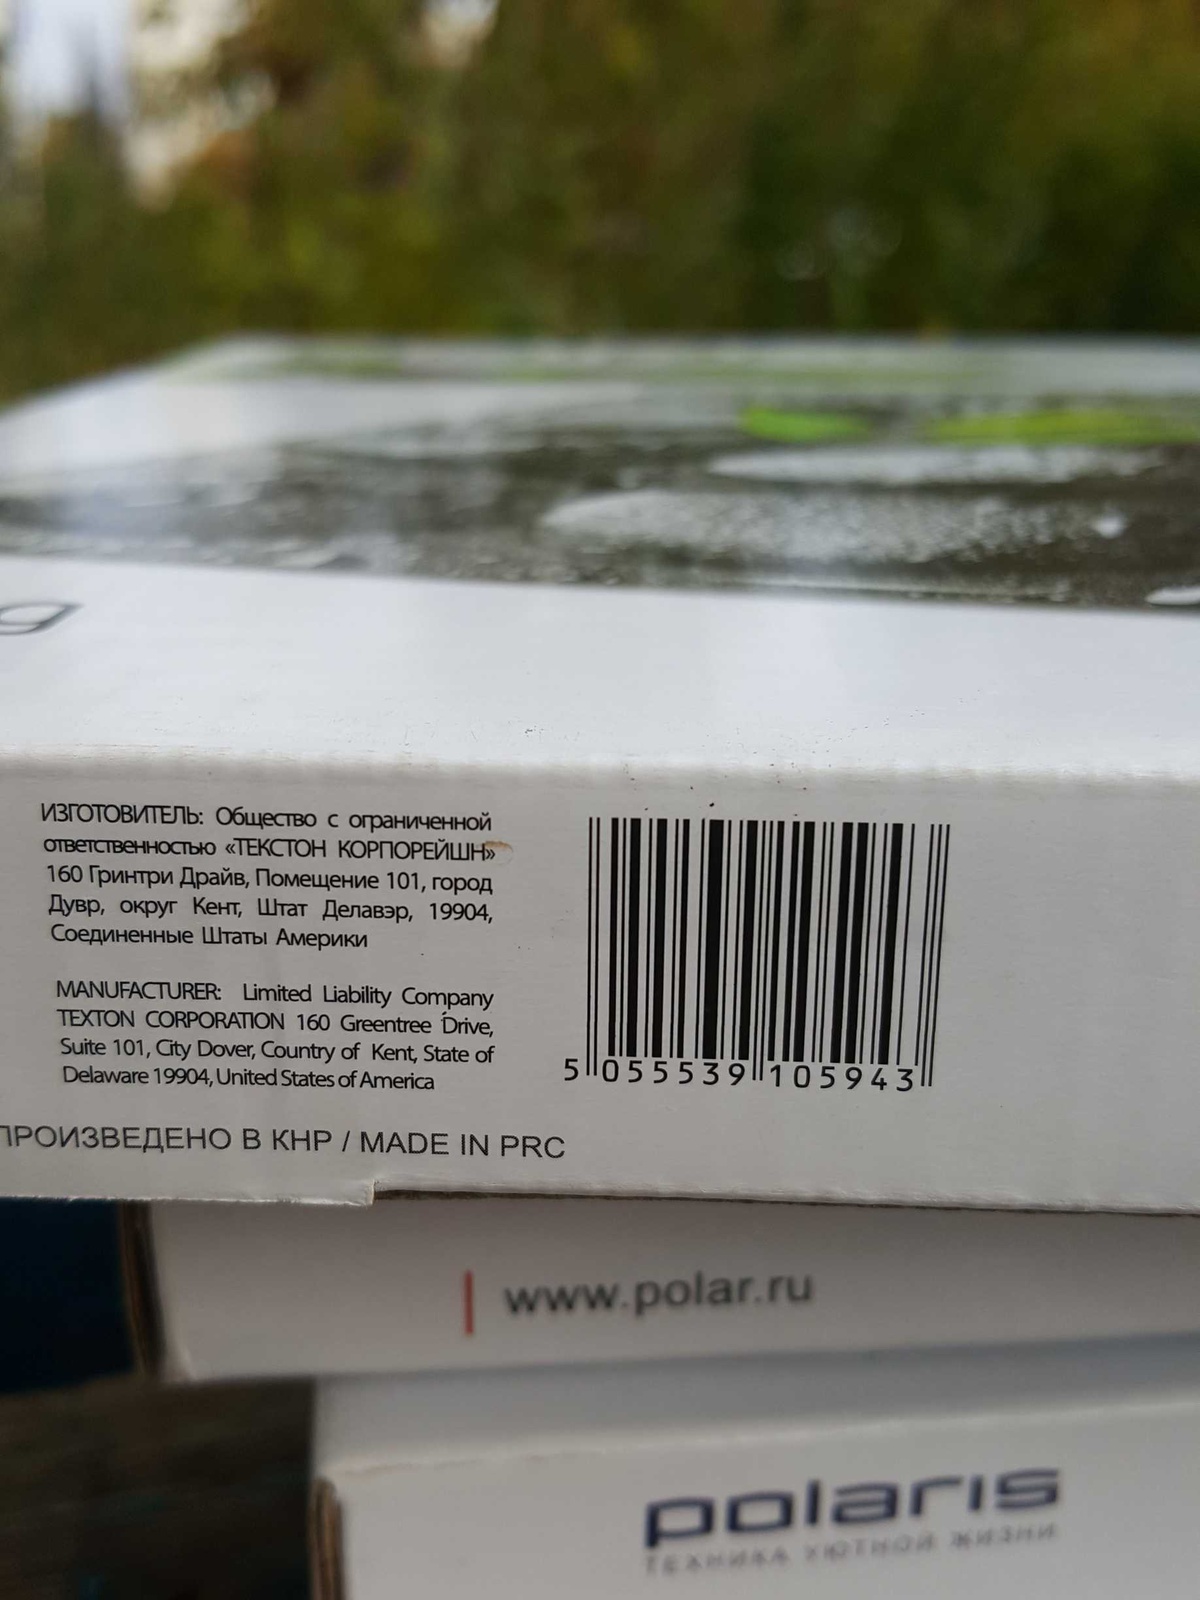 g
ИЗГОТОВИТЕЛЬ: Общество с ограниченной
ответственностью «ТЕКСТОН КОРПОРЕЙШН»
160 Гринтри Драйв, Помещение 101, город
Дувр, округ Кент, Штат Делавэр, 19904,
Соединенные Штаты Америки
MANUFACTURER: Limited Liability Company
TEXTON CORPORATION 160 Greentree Drive,
Suite 101, City Dover, Country of Kent, State of
Delaware 19904, United States of America
5 055539 105943
ПРОИЗВЕДЕНО В КНР / MADE IN PRC
www.polar.ru
polaris
ТЕХНИКА УЮТНОЙ ЖИЗНИ